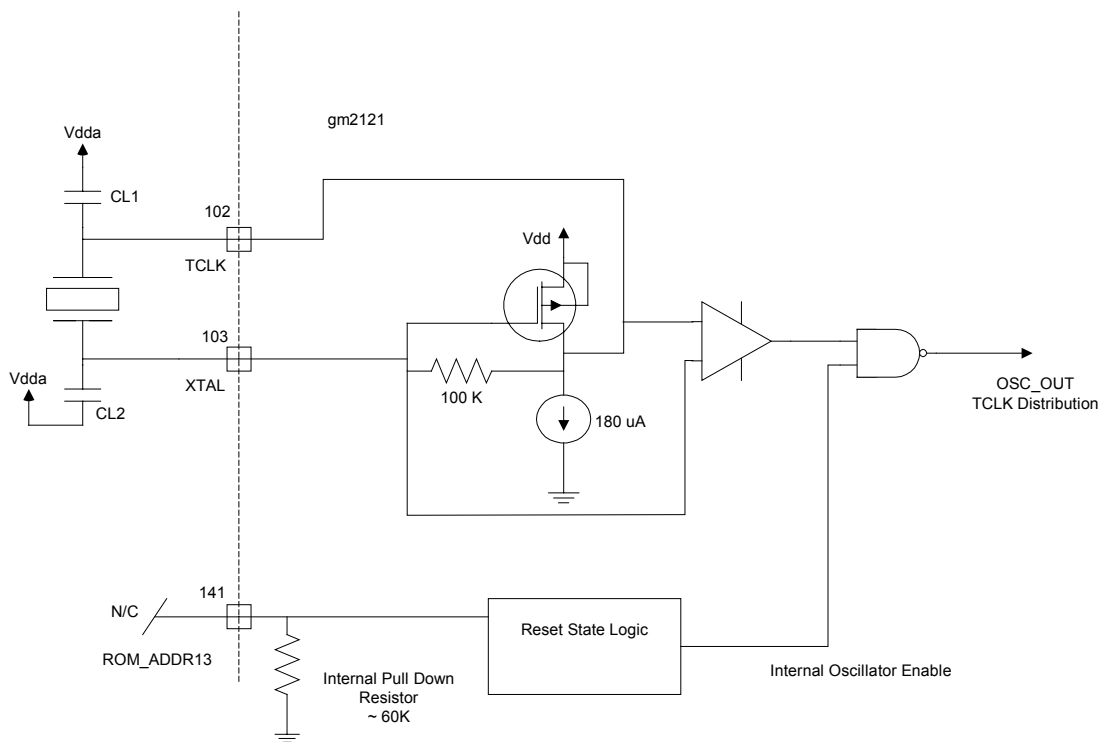 gm2121
Vdda
CL1
102
TCLK
Vdd
103
XTAL
Vdda
CL2
100 K
180 uA
OSC_OUT
TCLK Distribution
141
N/C
ROM_ADDR13
Reset State Logic
Internal Pull Down
Resistor
~ 60K
Internal Oscillator Enable